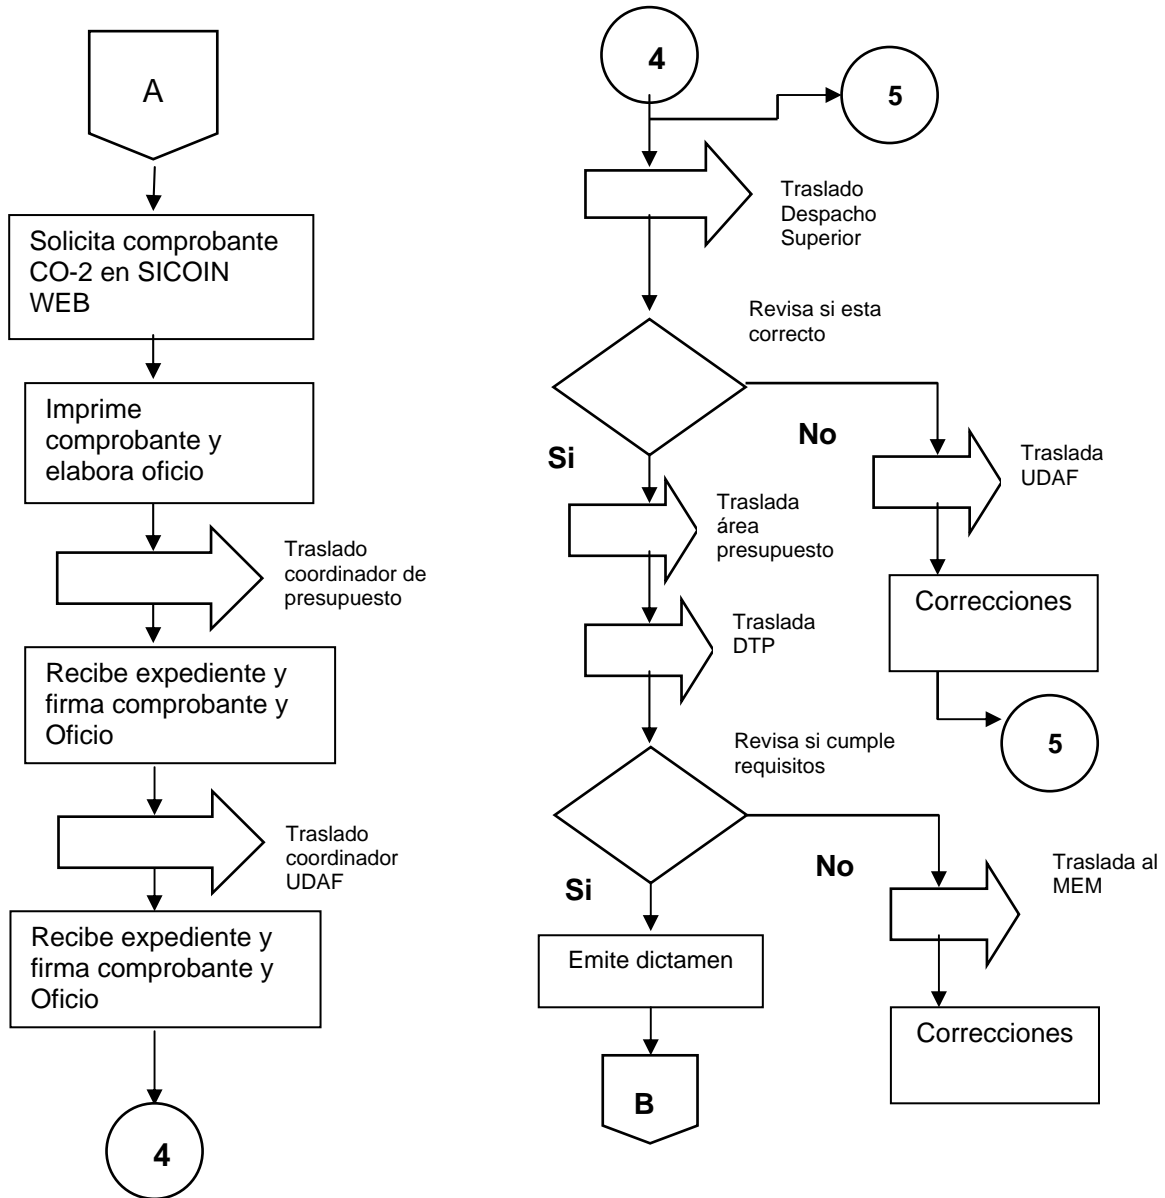 A
Solicita comprobante
CO-2 en SICOIN
WEB
Imprime
comprobante y
elabora oficio
Traslado
coordinador de
presupuesto
Recibe expediente y
firma comprobante y
Oficio
Traslado
coordinador
UDAF
Recibe expediente y
firma comprobante y
Oficio
4
4
5
Traslado
Despacho
Superior
Revisa si esta
correcto
No
Si
Traslada
UDAF
Traslada
área
presupuesto
Correcciones
Traslada
DTP
5
Revisa si cumple
requisitos
No
Si
Traslada al
MEM
Emite dictamen
Correcciones
B